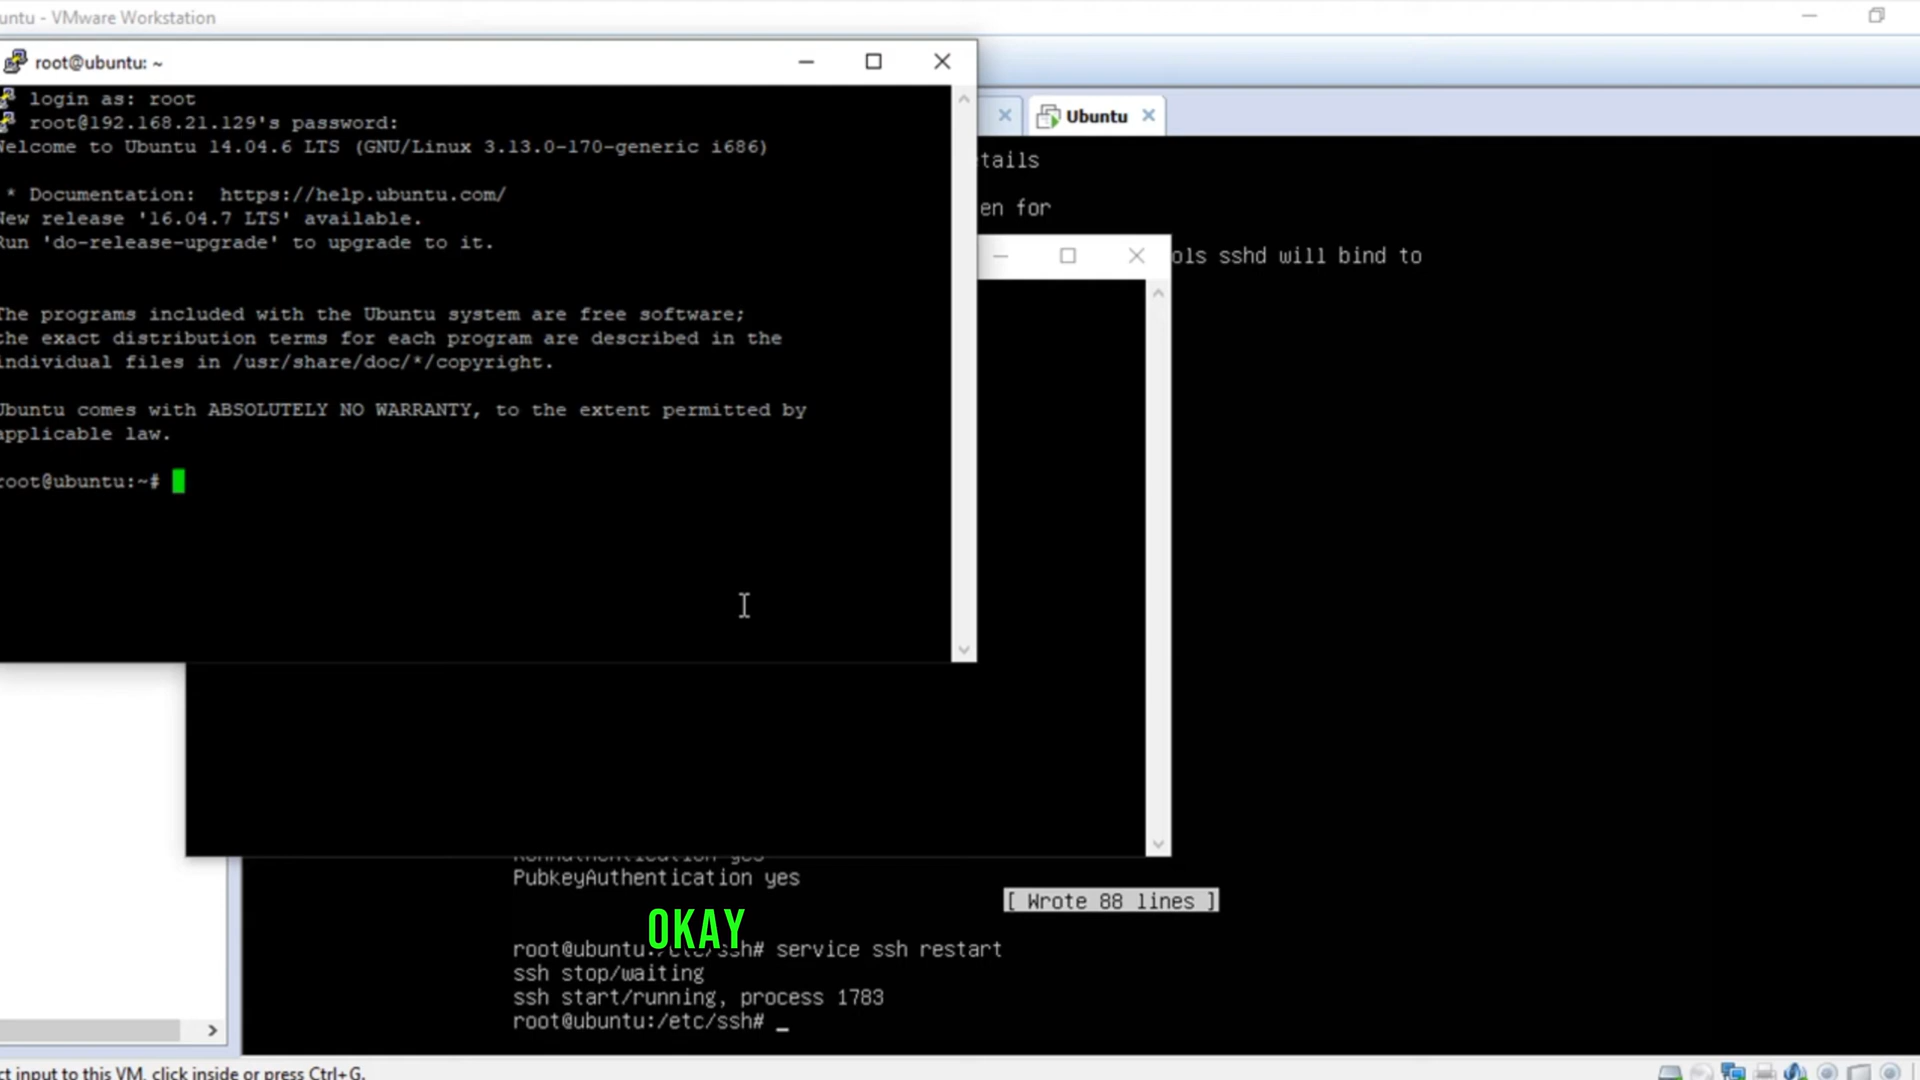 untu - VMware Workstation
root@ubuntu: ~
login as: root
root@192.168.21.129's password:
Welcome to Ubuntu 14.04.6 LTS (GNU/Linux 3.13.0-170-generic i686)
* Documentation: https://help.ubuntu.com/
New release '16.04.7 LTS' available.
Run 'do-release-upgrade' to upgrade to it.
The programs included with the Ubuntu system are free software;
the exact distribution terms for each program are described in the
individual files in /usr/share/doc/*/copyright.
Ubuntu comes with ABSOLUTELY NO WARRANTY, to the extent permitted by
applicable law.
root@ubuntu:~#
Ubuntu
tails
en for
ols sshd will bind to
PubkeyAuthentication yes
[ Wrote 88 lines ]
OKAY
root@ubuntu:/etc/ssh# service ssh restart
ssh stop/waiting
ssh start/running, process 1783
root@ubuntu:/etc/ssh# _
ct input to this VM, click inside or press Ctrl+G.